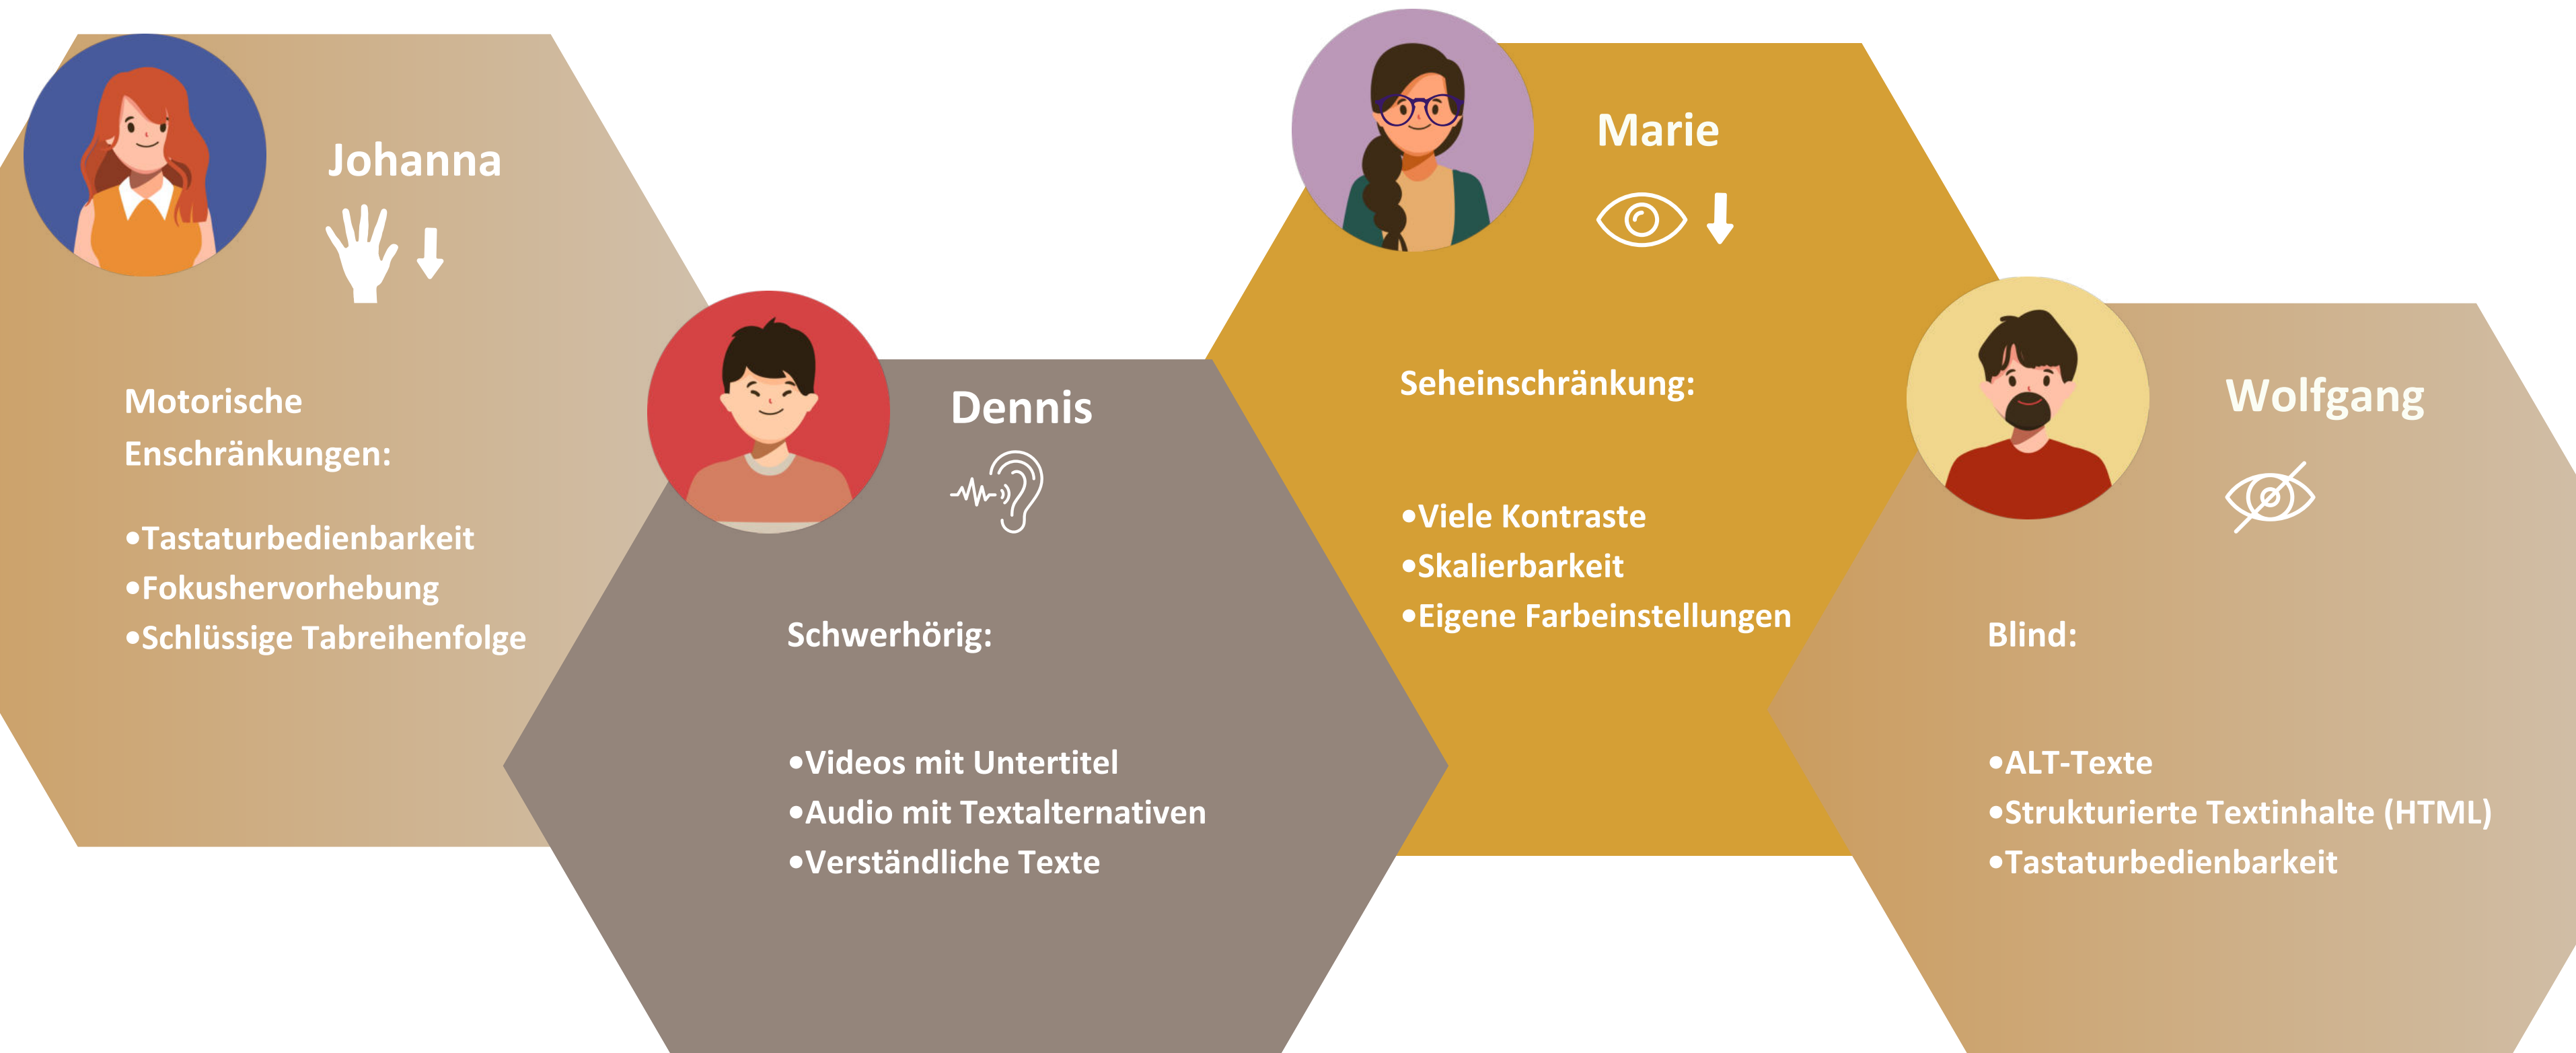 Johanna
Motorische
Enschränkungen:
•Tastaturbedienbarkeit
•Fokushervorhebung
•Schlüssige Tabreihenfolge
Dennis
Schwerhörig:
•Videos mit Untertitel
•Audio mit Textalternativen
•Verständliche Texte
Marie
Seheinschränkung:
•Viele Kontraste
•Skalierbarkeit
•Eigene Farbeinstellungen
Wolfgang
Blind:
•ALT-Texte
•Strukturierte Textinhalte (HTML)
•Tastaturbedienbarkeit